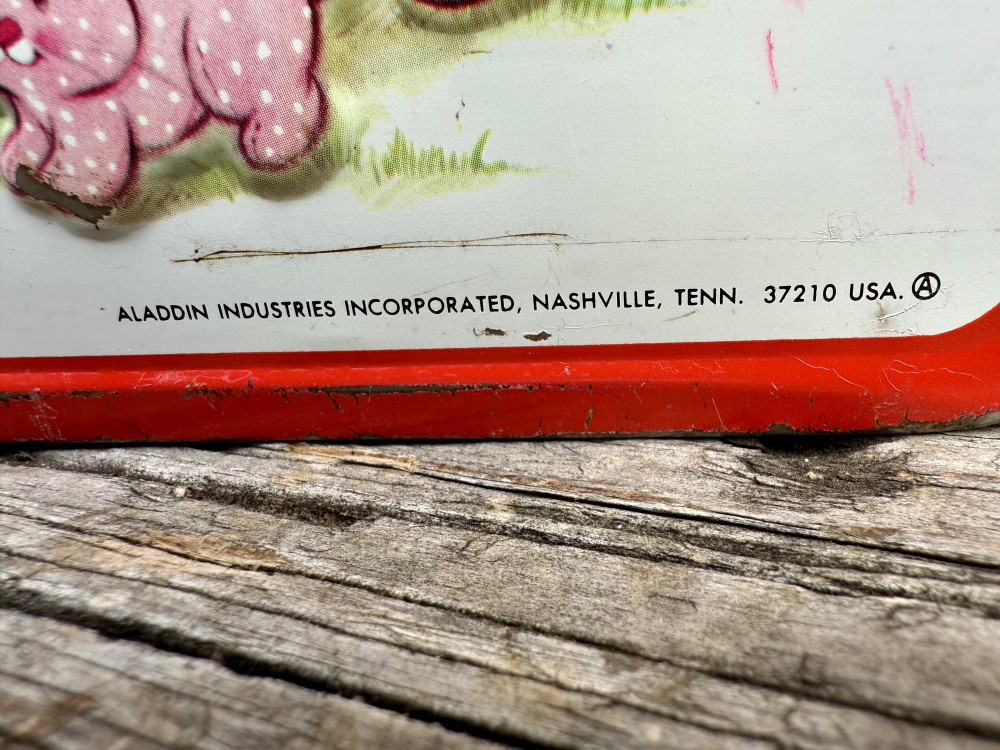 ALADDIN INDUSTRIES INCORPORATED, NASHVILLE, TENN. 37210 USA. Ⓐ